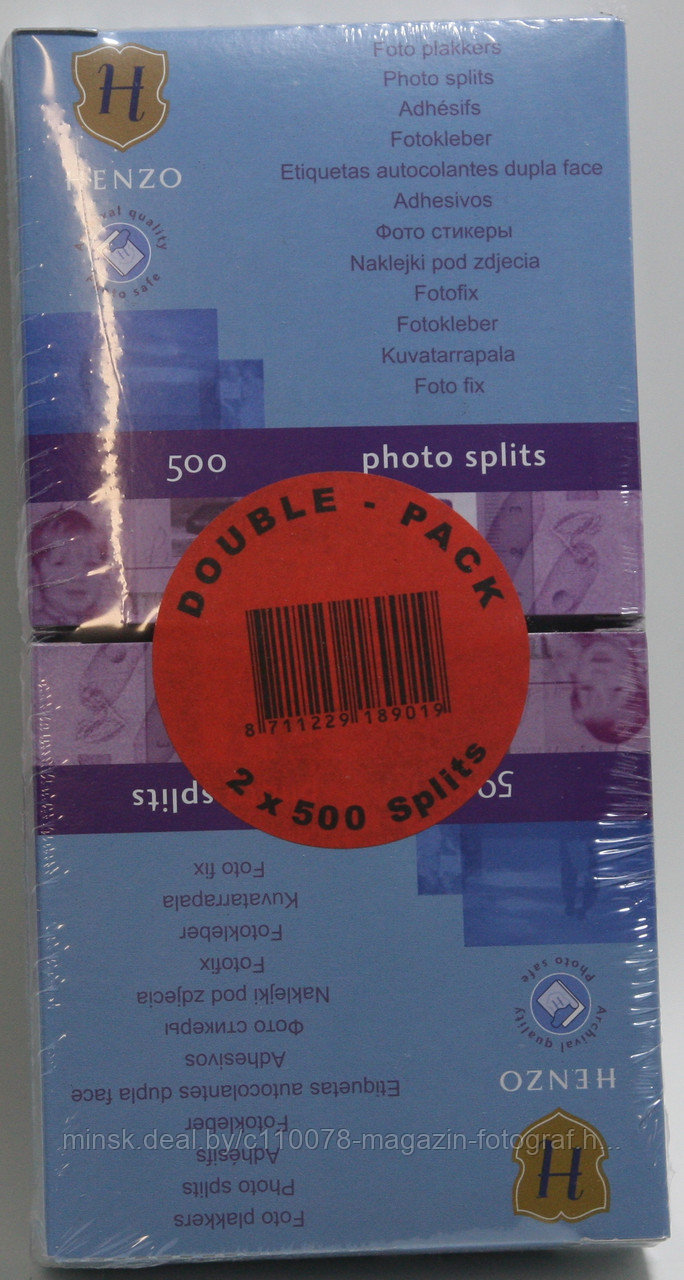 H
HENZO
Archival quality
Photo safe
Foto plakkers
Photo splits
Adhésifs
Fotokleber
Etiquetas autocolantes dupla face
Adhesivos
Фото стикеры
Naklejki pod zdjecia
Fotofix
Fotokleber
Kuvatarrapala
Foto fix
500 photo splits
DOUBLE - PACK
8 711229 189019
2 x 500 Splits
50 splits
Foto fix
Kuvatarrapala
Fotokleber
Fotofix
Naklejki pod zdjecia
Фото стикеры
Adhesivos
Etiquetas autocolantes dupla face
Fotokleber
Adhésifs
Photo splits
Foto plakkers
Photo safe
Archival quality
HENZO
H
minsk.deal.by/c110078-magazin-fotograf.h...